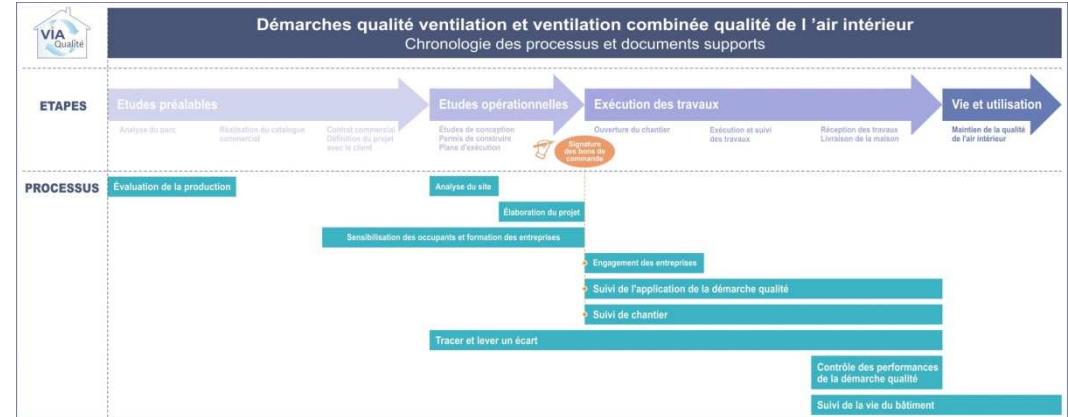 VIA
Qualité
Démarches qualité ventilation et ventilation combinée qualité de l 'air intérieur
Chronologie des processus et documents supports
ETAPES
Etudes préalables
Etudes opérationnelles
Exécution des travaux
Vie et utilisation
Analyse du parc
Réalisation du catalogue
commercial
Contrat commercial
Définition du projet
avec le client
Études de conception
Permis de construire
Plans d'exécution
Signature
des bons de
commande
Ouverture du chantier
Exécution et suivi
des travaux
Réception des travaux
Livraison de la maison
Maintien de la qualité
de l'air intérieur
PROCESSUS
Évaluation de la production
Analyse du site
Élaboration du projet
Sensibilisation des occupants et formation des entreprises
Engagement des entreprises
Suivi de l'application de la démarche qualité
Suivi de chantier
Tracer et lever un écart
Contrôle des performances
de la démarche qualité
Suivi de la vie du bâtiment